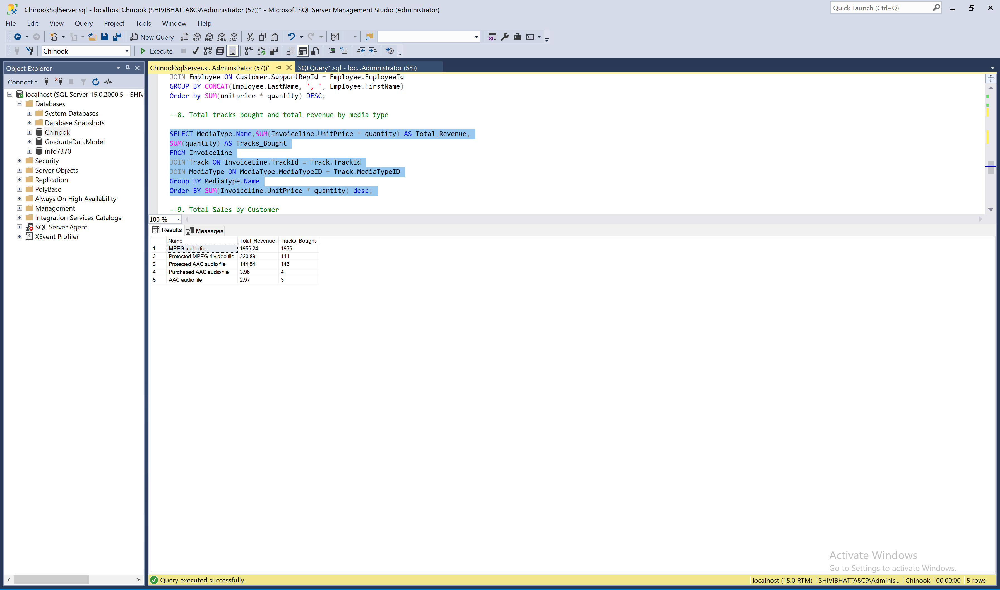 ChinookSqlServer.sql - localhost.Chinook (SHIVIBHATTA8C9\Administrator (57))* - Microsoft SQL Server Management Studio (Administrator)
Quick Launch (Ctrl+Q)
File Edit View Query Project Tools Window Help
New Query MDX DMX XMLA DAX
Chinook Execute
Object Explorer
Connect
localhost (SQL Server 15.0.2000.5 - SHIV
Databases
System Databases
Database Snapshots
Chinook
GraduateDataModel
info7370
Security
Server Objects
Replication
PolyBase
Always On High Availability
Management
Integration Services Catalogs
SQL Server Agent
XEvent Profiler
ChinookSqlServer.s...Administrator (57))* SQLQuery1.sql - loc...Administrator (53))
JOIN Employee ON Customer.SupportRepId = Employee.EmployeeId
GROUP BY CONCAT(Employee.LastName, ', ', Employee.FirstName)
Order by SUM(unitprice * quantity) DESC;
--8. Total tracks bought and total revenue by media type
SELECT MediaType.Name,SUM(Invoiceline.UnitPrice * quantity) AS Total_Revenue,
SUM(quantity) AS Tracks_Bought
FROM Invoiceline
JOIN Track ON InvoiceLine.TrackId = Track.TrackId
JOIN MediaType ON MediaType.MediaTypeID = Track.MediaTypeID
Group BY MediaType.Name
Order BY SUM(Invoiceline.UnitPrice * quantity) desc;
--9. Total Sales by Customer
100 %
Results Messages
Name Total_Revenue Tracks_Bought
1 MPEG audio file 1956.24 1976
2 Protected MPEG-4 video file 220.89 111
3 Protected AAC audio file 144.54 146
4 Purchased AAC audio file 3.96 4
5 AAC audio file 2.97 3
Activate Windows
Go to Settings to activate Windows.
Query executed successfully. localhost (15.0 RTM) SHIVIBHATTA8C9\Adminis... Chinook 00:00:00 5 rows